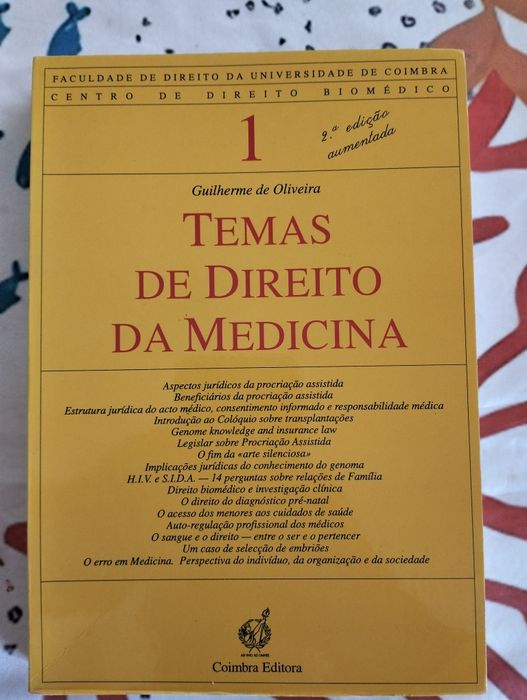 FACULDADE DE DIREITO DA UNIVERSIDADE DE COIMBRA
CENTRO DE DIREITO BIOMÉDICO
1
2.ª edição
aumentada
Guilherme de Oliveira
TEMAS
DE DIREITO
DA MEDICINA
Aspectos jurídicos da procriação assistida
Beneficiários da procriação assistida
Estrutura jurídica do acto médico, consentimento informado e responsabilidade médica
Introdução ao Colóquio sobre transplantações
Genome knowledge and insurance law
Legislar sobre Procriação Assistida
O fim da «arte silenciosa»
Implicações jurídicas do conhecimento do genoma
H.I.V. e S.I.D.A. — 14 perguntas sobre relações de Família
Direito biomédico e investigação clínica
O direito do diagnóstico pré-natal
O acesso dos menores aos cuidados de saúde
Auto-regulação profissional dos médicos
O sangue e o direito — entre o ser e o pertencer
Um caso de selecção de embriões
O erro em Medicina. Perspectiva do indivíduo, da organização e da sociedade
Coimbra Editora